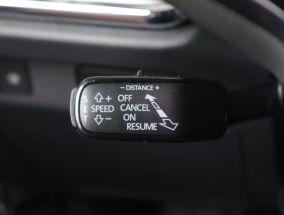 − DISTANCE +
S ⇧ + OFF
E SPEED CANCEL
T ⇩ − ON
RESUME